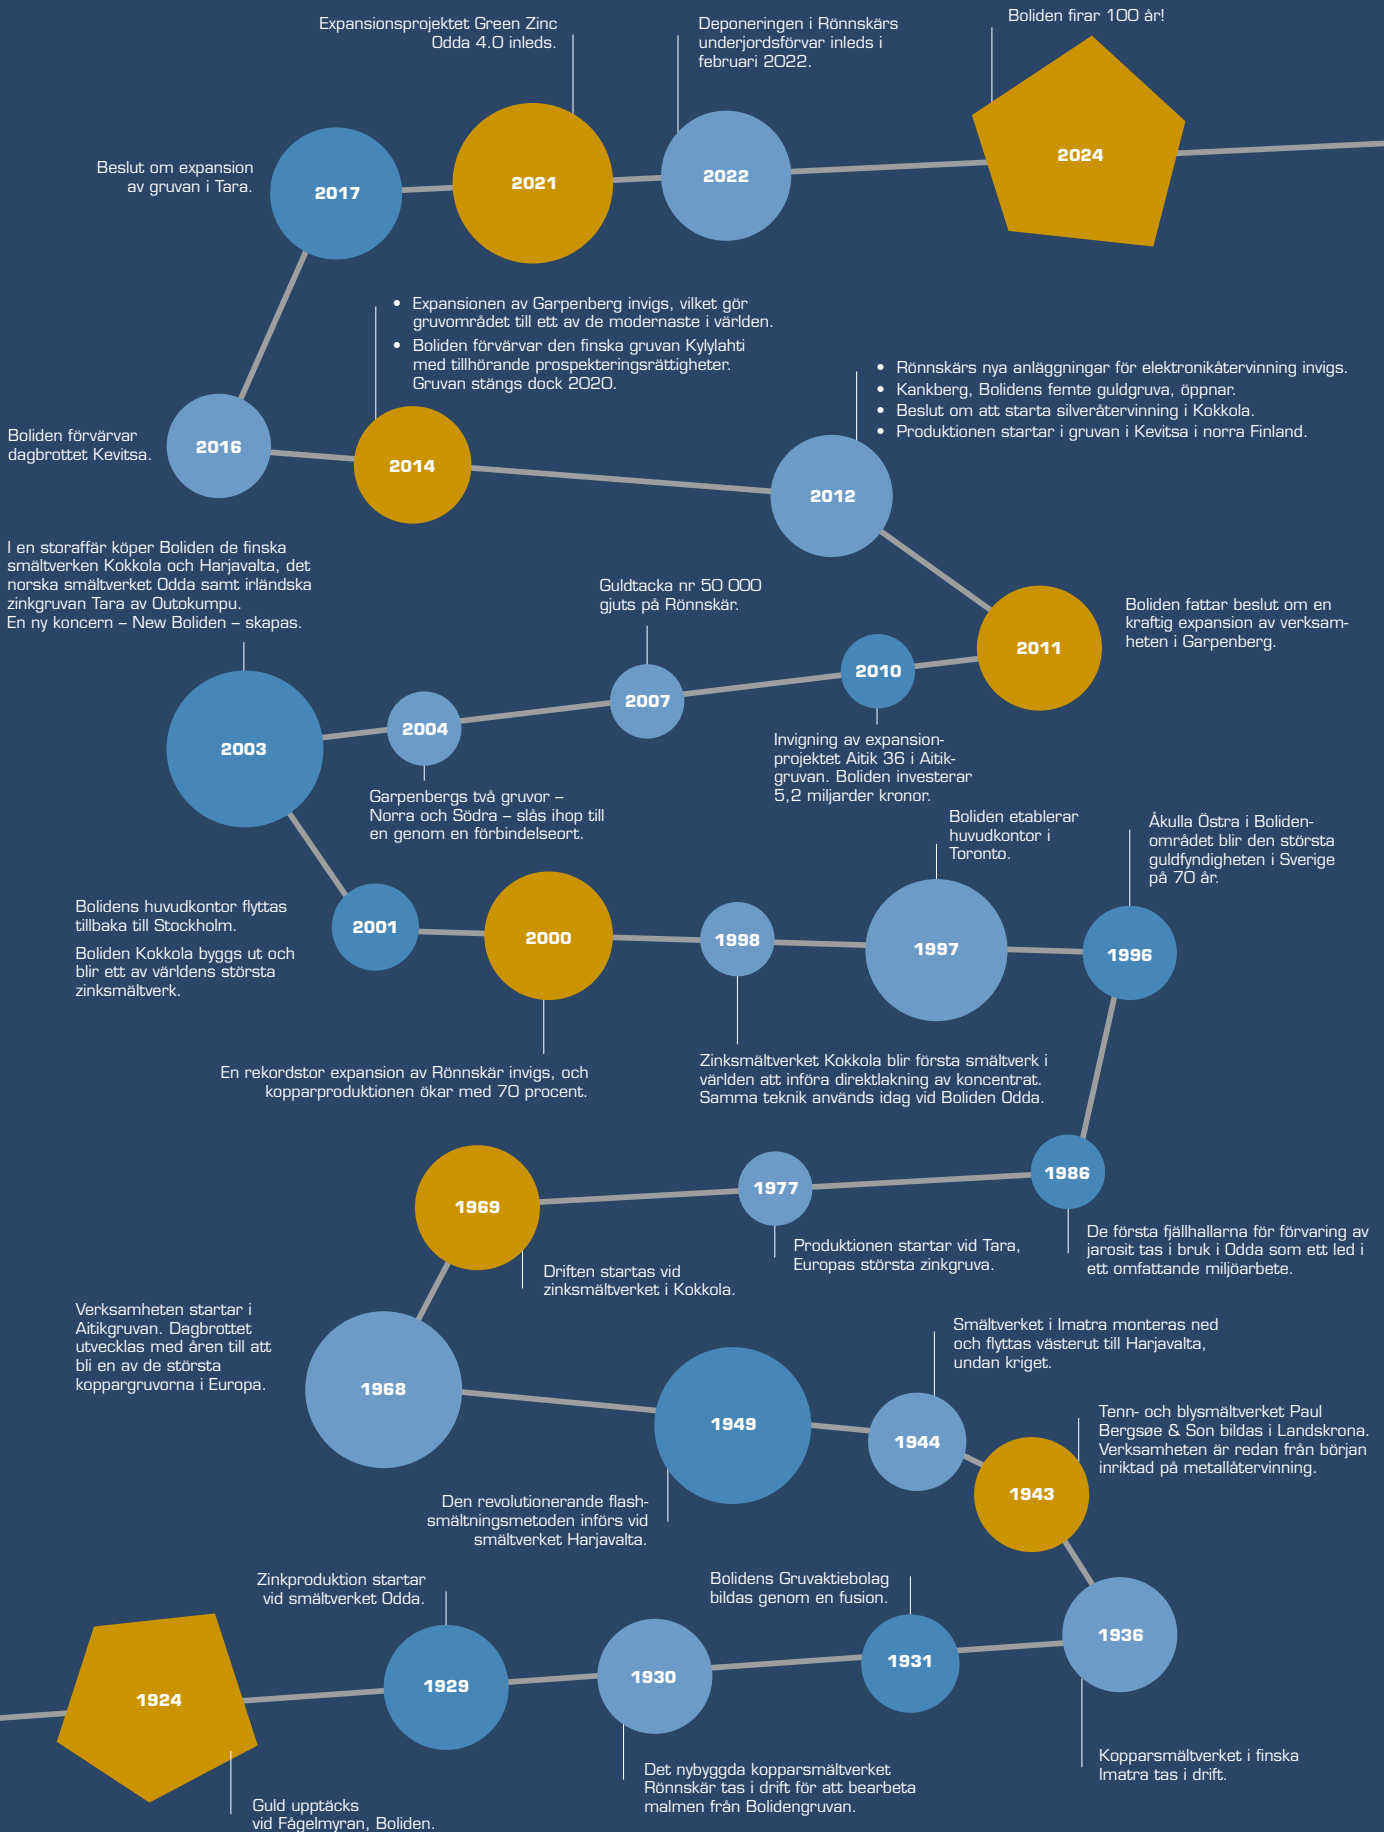 Expansionsprojektet Green Zinc
Odda 4.0 inleds.
Deponeringen i Rönnskärs
underjordsförvar inleds i
februari 2022.
Boliden firar 100 år!
Beslut om expansion
av gruvan i Tara.
2017
2021
2022
2024
• Expansionen av Garpenberg invigs, vilket gör
gruvområdet till ett av de modernaste i världen.
• Boliden förvärvar den finska gruvan Kylylahti
med tillhörande prospekteringsrättigheter.
Gruvan stängs dock 2020.
• Rönnskärs nya anläggningar för elektronikåtervinning invigs.
• Kankberg, Bolidens femte guldgruva, öppnar.
• Beslut om att starta silveråtervinning i Kokkola.
• Produktionen startar i gruvan i Kevitsa i norra Finland.
Boliden förvärvar
dagbrottet Kevitsa.
2016
2014
2012
I en storaffär köper Boliden de finska
smältverken Kokkola och Harjavalta, det
norska smältverket Odda samt irländska
zinkgruvan Tara av Outokumpu.
En ny koncern – New Boliden – skapas.
Guldtacka nr 50 000
gjuts på Rönnskär.
Boliden fattar beslut om en
kraftig expansion av verksam-
heten i Garpenberg.
2003
2004
2007
2010
2011
Garpenbergs två gruvor –
Norra och Södra – slås ihop till
en genom en förbindelseort.
Invigning av expansion-
projektet Aitik 36 i Aitik-
gruvan. Boliden investerar
5,2 miljarder kronor.
Boliden etablerar
huvudkontor i
Toronto.
Åkulla Östra i Boliden-
området blir den största
guldfyndigheten i Sverige
på 70 år.
Bolidens huvudkontor flyttas
tillbaka till Stockholm.
Boliden Kokkola byggs ut och
blir ett av världens största
zinksmältverk.
2001
2000
1998
1997
1996
En rekordstor expansion av Rönnskär invigs, och
kopparproduktionen ökar med 70 procent.
Zinksmältverket Kokkola blir första smältverk i
världen att införa direktlakning av koncentrat.
Samma teknik används idag vid Boliden Odda.
1969
1977
1986
Driften startas vid
zinksmältverket i Kokkola.
Produktionen startar vid Tara,
Europas största zinkgruva.
De första fjällhallarna för förvaring av
jarosit tas i bruk i Odda som ett led i
ett omfattande miljöarbete.
Verksamheten startar i
Aitikgruvan. Dagbrottet
utvecklas med åren till att
bli en av de största
koppargruvorna i Europa.
Smältverket i Imatra monteras ned
och flyttas västerut till Harjavalta,
undan kriget.
Tenn- och blysmältverket Paul
Bergsøe & Son bildas i Landskrona.
Verksamheten är redan från början
inriktad på metallåtervinning.
1968
1949
1944
1943
Den revolutionerande flash-
smältningsmetoden införs vid
smältverket Harjavalta.
Zinkproduktion startar
vid smältverket Odda.
Bolidens Gruvaktiebolag
bildas genom en fusion.
1924
1929
1930
1931
1936
Guld upptäcks
vid Fågelmyran, Boliden.
Det nybyggda kopparsmältverket
Rönnskär tas i drift för att bearbeta
malmen från Bolidengruvan.
Kopparsmältverket i finska
Imatra tas i drift.